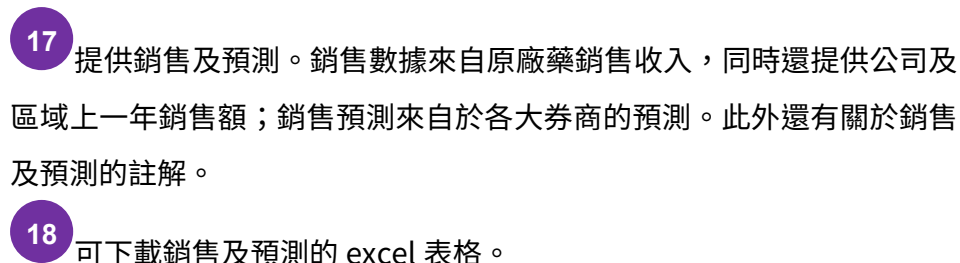 17 提供銷售及預測。銷售數據來自原廠藥銷售收入，同時還提供公司及
區域上一年銷售額；銷售預測來自於各大券商的預測。此外還有關於銷售
及預測的註解。
18 可下載銷售及預測的 excel 表格。